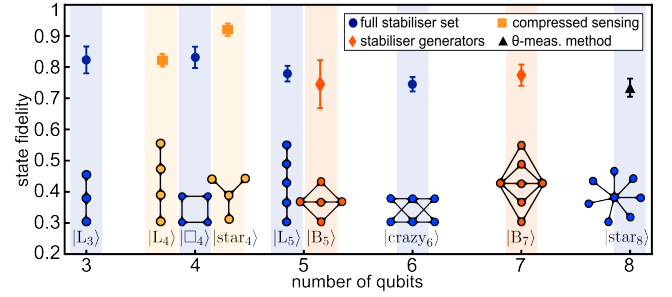 full stabiliser set
compressed sensing
stabiliser generators
θ-meas. method
state fidelity
1
0.9
0.8
0.7
0.6
0.5
0.4
0.3
0.2
|L₃⟩ |L₄⟩ |□₄⟩ |star₄⟩ |L₅⟩ |B₅⟩ |crazy₆⟩ |B₇⟩ |star₈⟩
3 4 5 6 7 8
number of qubits